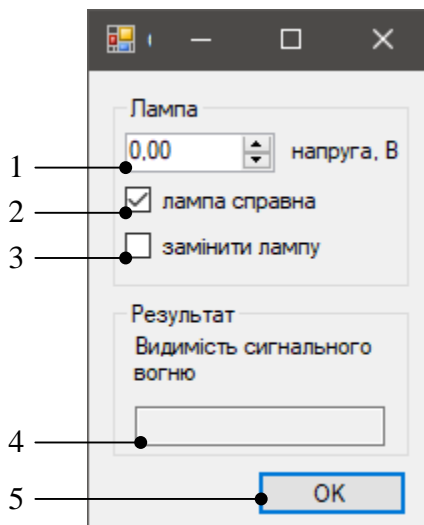 Лампа
1 0,00 напруга, В
2 лампа справна
3 замінити лампу
Результат
Видимість сигнального
вогню
4
5 OK